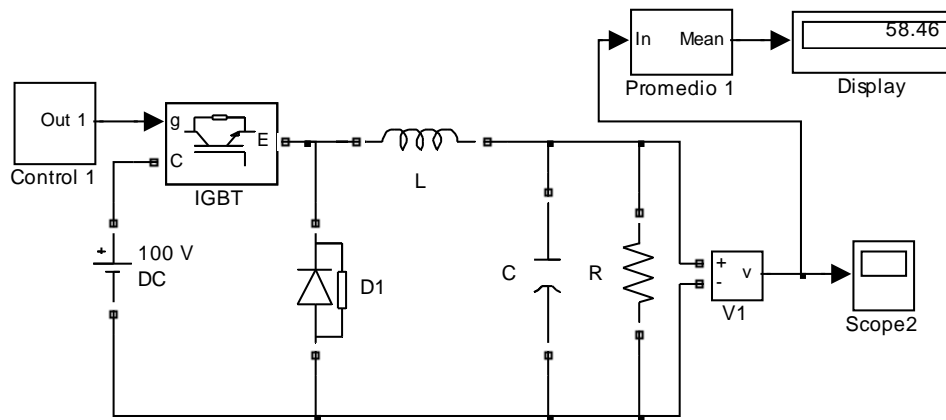 In Mean
Promedio 1
58.46
Display
Out 1
Control 1
g
C
E
IGBT
L
+
100 V
DC
D1
C
R
+
-
v
V1
Scope2